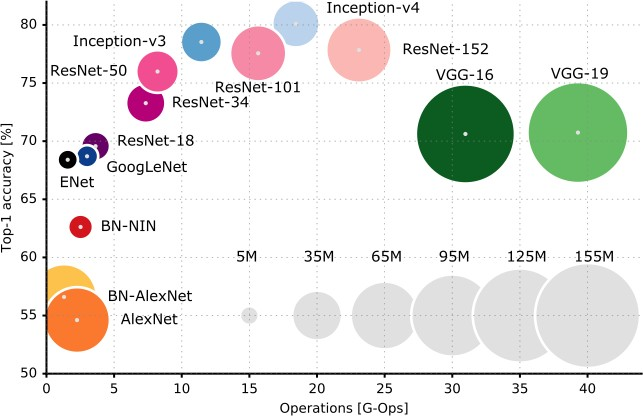 80
Inception-v4
Inception-v3
ResNet-152
ResNet-50
75
VGG-16
VGG-19
ResNet-101
ResNet-34
70
ResNet-18
GoogLeNet
ENet
Top-1 accuracy [%]
65
BN-NIN
60
5M 35M 65M 95M 125M 155M
BN-AlexNet
55
AlexNet
50
0 5 10 15 20 25 30 35 40
Operations [G-Ops]